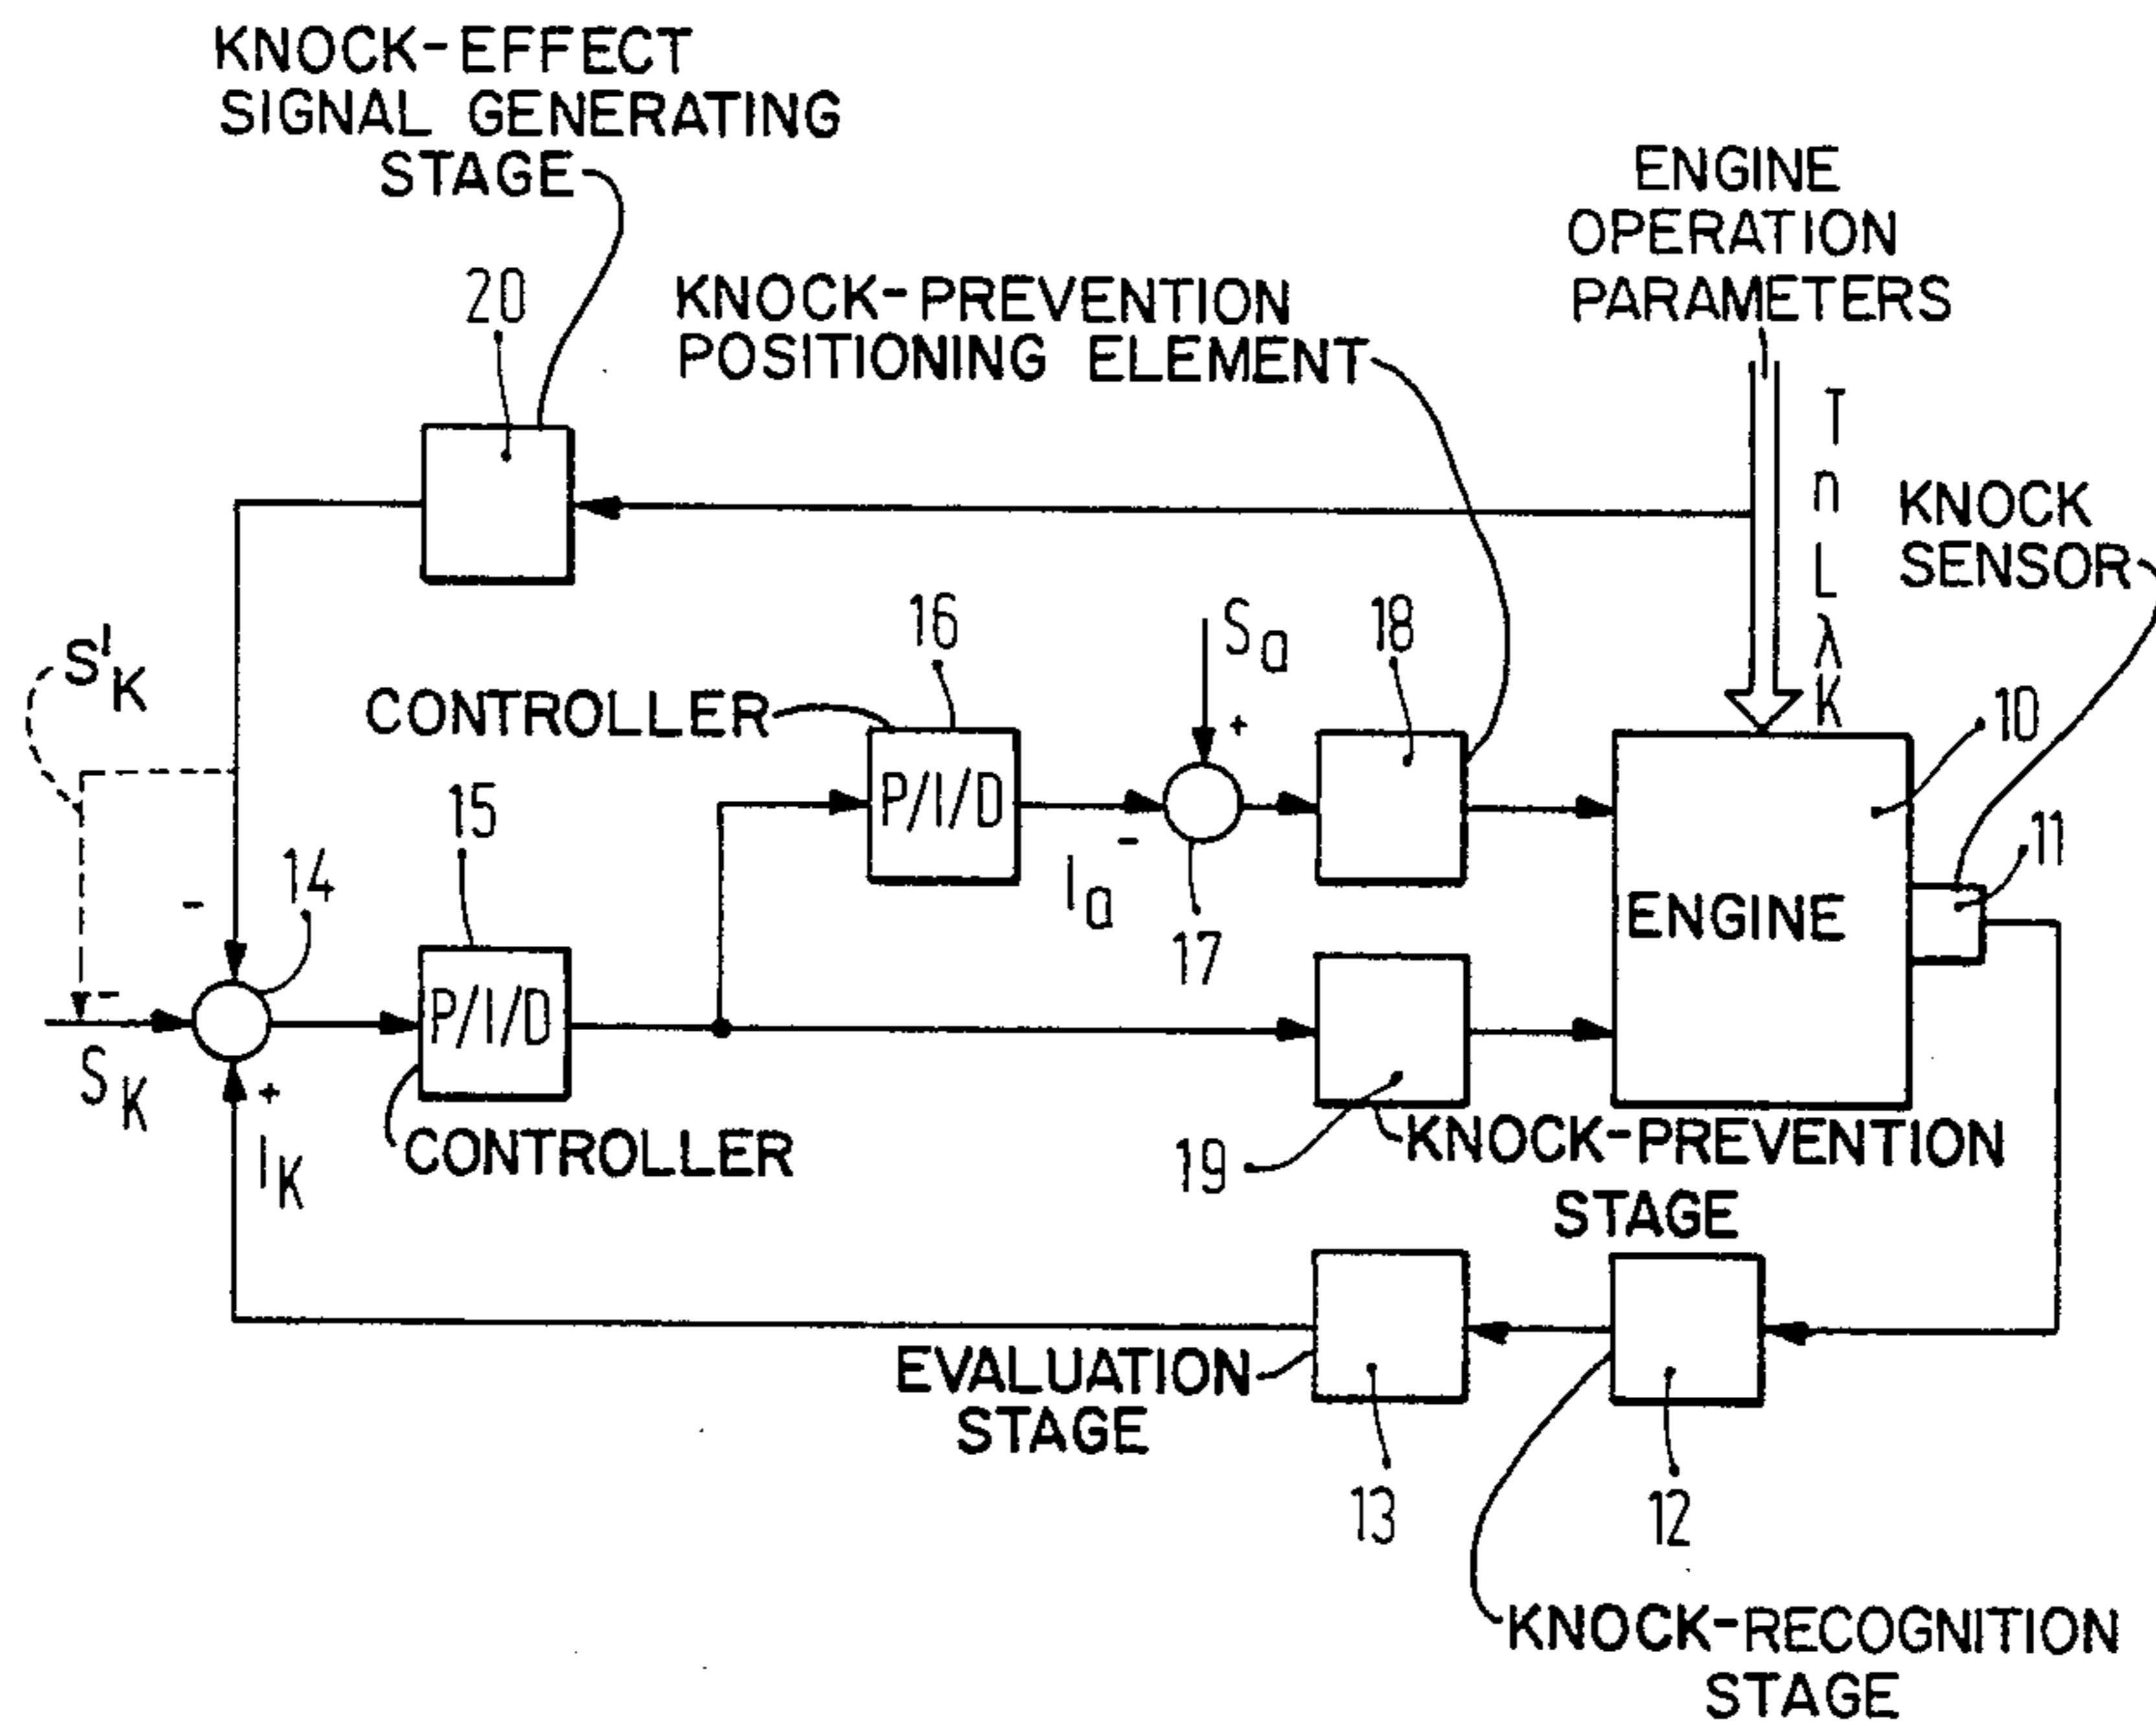 KNOCK-EFFECT
SIGNAL GENERATING
STAGE
20
KNOCK-PREVENTION
POSITIONING ELEMENT
ENGINE
OPERATION
PARAMETERS
T
n
L
λ
K
KNOCK
SENSOR
S'K
CONTROLLER
16
P/I/D
Ia
-
Sa
+
17
18
10
11
ENGINE
15
P/I/D
CONTROLLER
14
-
-
SK
+
IK
19
KNOCK-PREVENTION
STAGE
EVALUATION
STAGE
13
12
KNOCK-RECOGNITION
STAGE